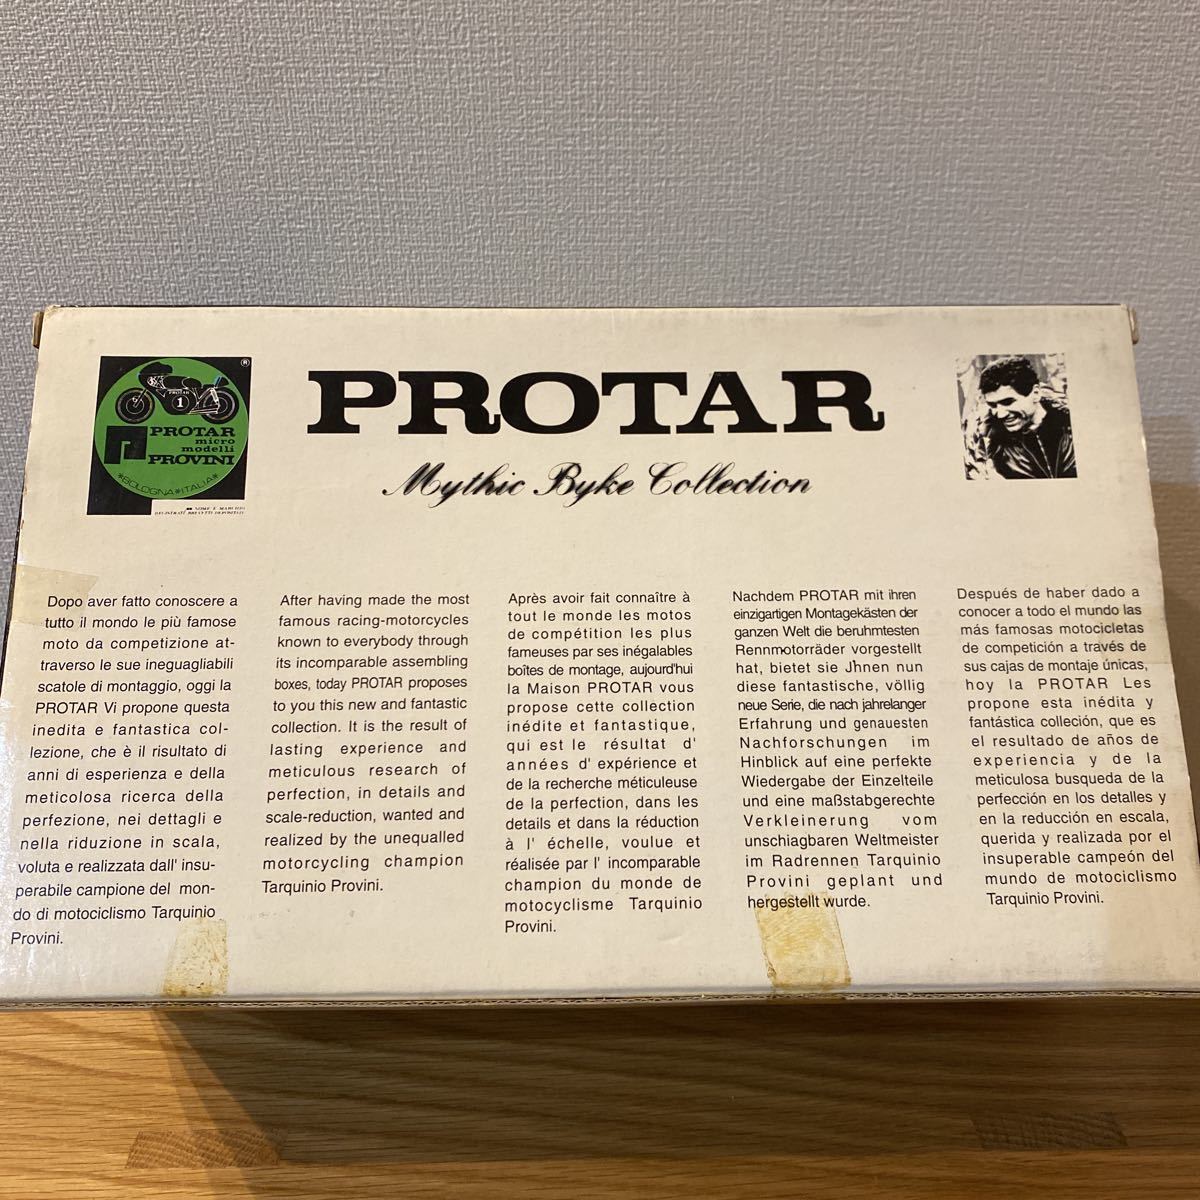 ®
PROTAR
1
PROTAR
micro
modelli
PROVINI
*BOLOGNA*ITALIA*
PROTAR
Mythic Byke Collection
Dopo aver fatto conoscere a
tutto il mondo le più famose
moto da competizione at-
traverso le sue ineguagliabili
scatole di montaggio, oggi la
PROTAR Vi propone questa
inedita e fantastica col-
lezione, che è il risultato di
anni di esperienza e della
meticolosa ricerca della
perfezione, nei dettagli e
nella riduzione in scala,
voluta e realizzata dall' insu-
perabile campione del mon-
do di motociclismo Tarquinio
Provini.
After having made the most
famous racing-motorcycles
known to everybody through
its incomparable assembling
boxes, today PROTAR proposes
to you this new and fantastic
collection. It is the result of
lasting experience and
meticulous research of
perfection, in details and
scale-reduction, wanted and
realized by the unequalled
motorcycling champion
Tarquinio Provini.
Après avoir fait connaître à
tout le monde les motos
de compétition les plus
fameuses par ses inégalables
boîtes de montage, aujourd'hui
la Maison PROTAR vous
propose cette collection
inédite et fantastique,
qui est le résultat d'
années d' expérience et
de la recherche méticuleuse
de la perfection, dans les
details et dans la réduction
à l' échelle, voulue et
réalisée par l' incomparable
champion du monde de
motocyclisme Tarquinio
Provini.
Nachdem PROTAR mit ihren
einzigartigen Montagekästen der
ganzen Welt die beruhmtesten
Rennmotorräder vorgestellt
hat, bietet sie Jhnen nun
diese fantastische, völlig
neue Serie, die nach jahrelanger
Erfahrung und genauesten
Nachforschungen im
Hinblick auf eine perfekte
Wiedergabe der Einzelteile
und eine maßstabgerechte
Verkleinerung vom
unschiagbaren Weltmeister
im Radrennen Tarquinio
Provini geplant und
hergestellt wurde.
Después de haber dado a
conocer a todo el mundo las
más famosas motocicletas
de competición a través de
sus cajas de montaje únicas,
hoy la PROTAR Les
propone esta inédita y
fantástica colleción, que es
el resultado de años de
experiencia y de la
meticulosa busqueda de la
perfección en los detalles y
en la reducción en escala,
querida y realizada por el
insuperable campeón del
mundo de motociclismo
Tarquinio Provini.